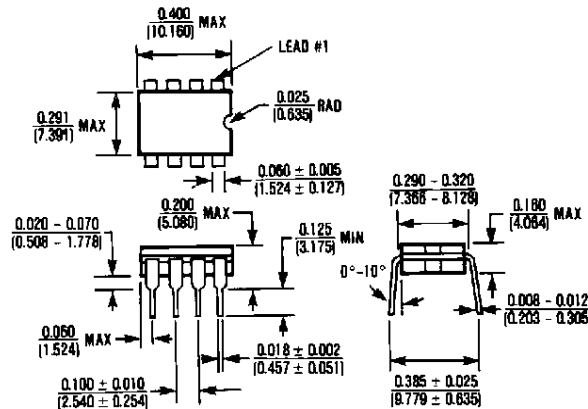 0.400
(10.160) MAX
LEAD #1
0.291
(7.391) MAX
0.025
(0.635) RAD
0.060 ± 0.005
(1.524 ± 0.127)
0.290 - 0.320
(7.366 - 8.128)
0.200
(5.080) MAX
0.160
(4.064) MAX
0.020 - 0.070
(0.508 - 1.778)
0.125
(3.175) MIN
0°-10°
0.008 - 0.012
(0.203 - 0.305)
0.060
(1.524) MAX
0.018 ± 0.002
(0.457 ± 0.051)
0.100 ± 0.010
(2.540 ± 0.254)
0.385 ± 0.025
(9.779 ± 0.635)